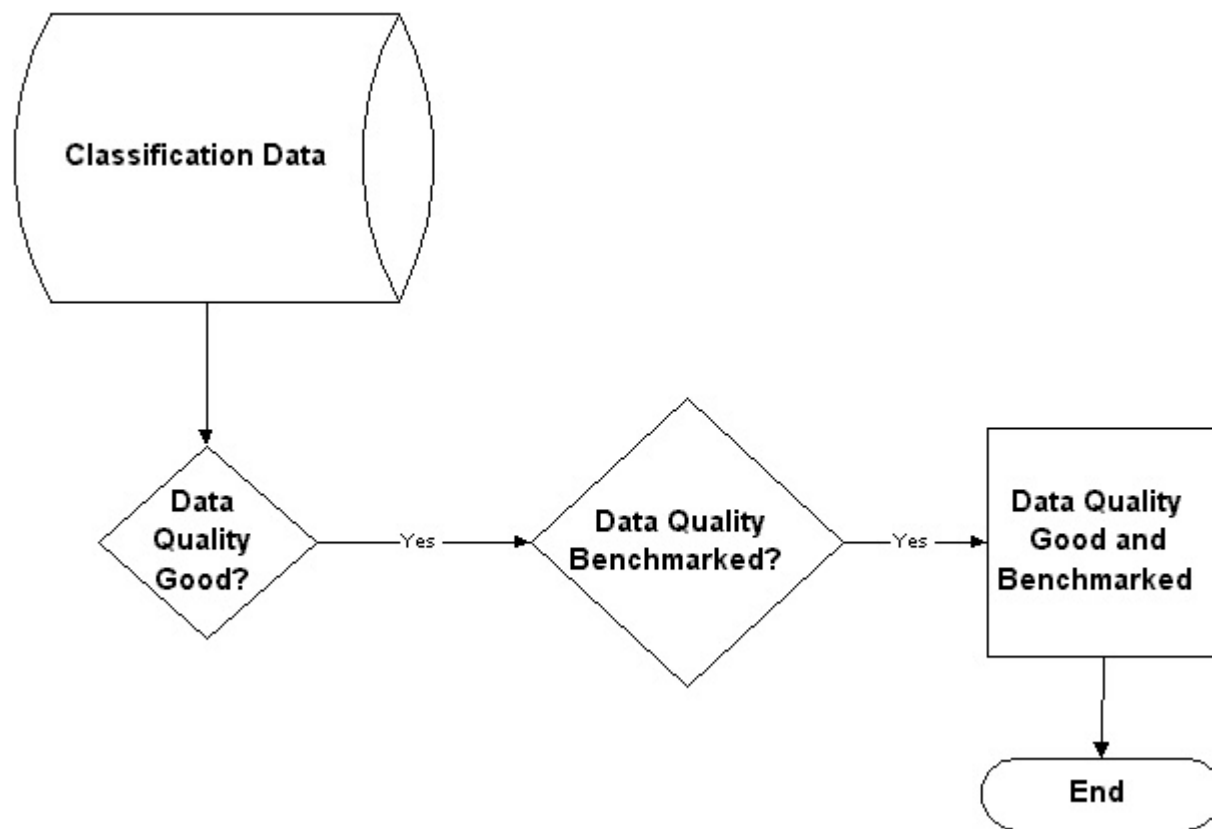 Classification Data
Data
Quality
Good?
Yes
Data Quality
Benchmarked?
Yes
Data Quality
Good and
Benchmarked
End